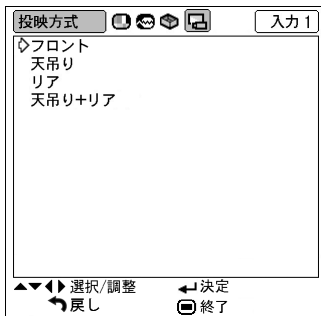 投映方式 入力 1
フロント
天吊り
リア
天吊り+リア
選択/調整 決定
戻し 終了